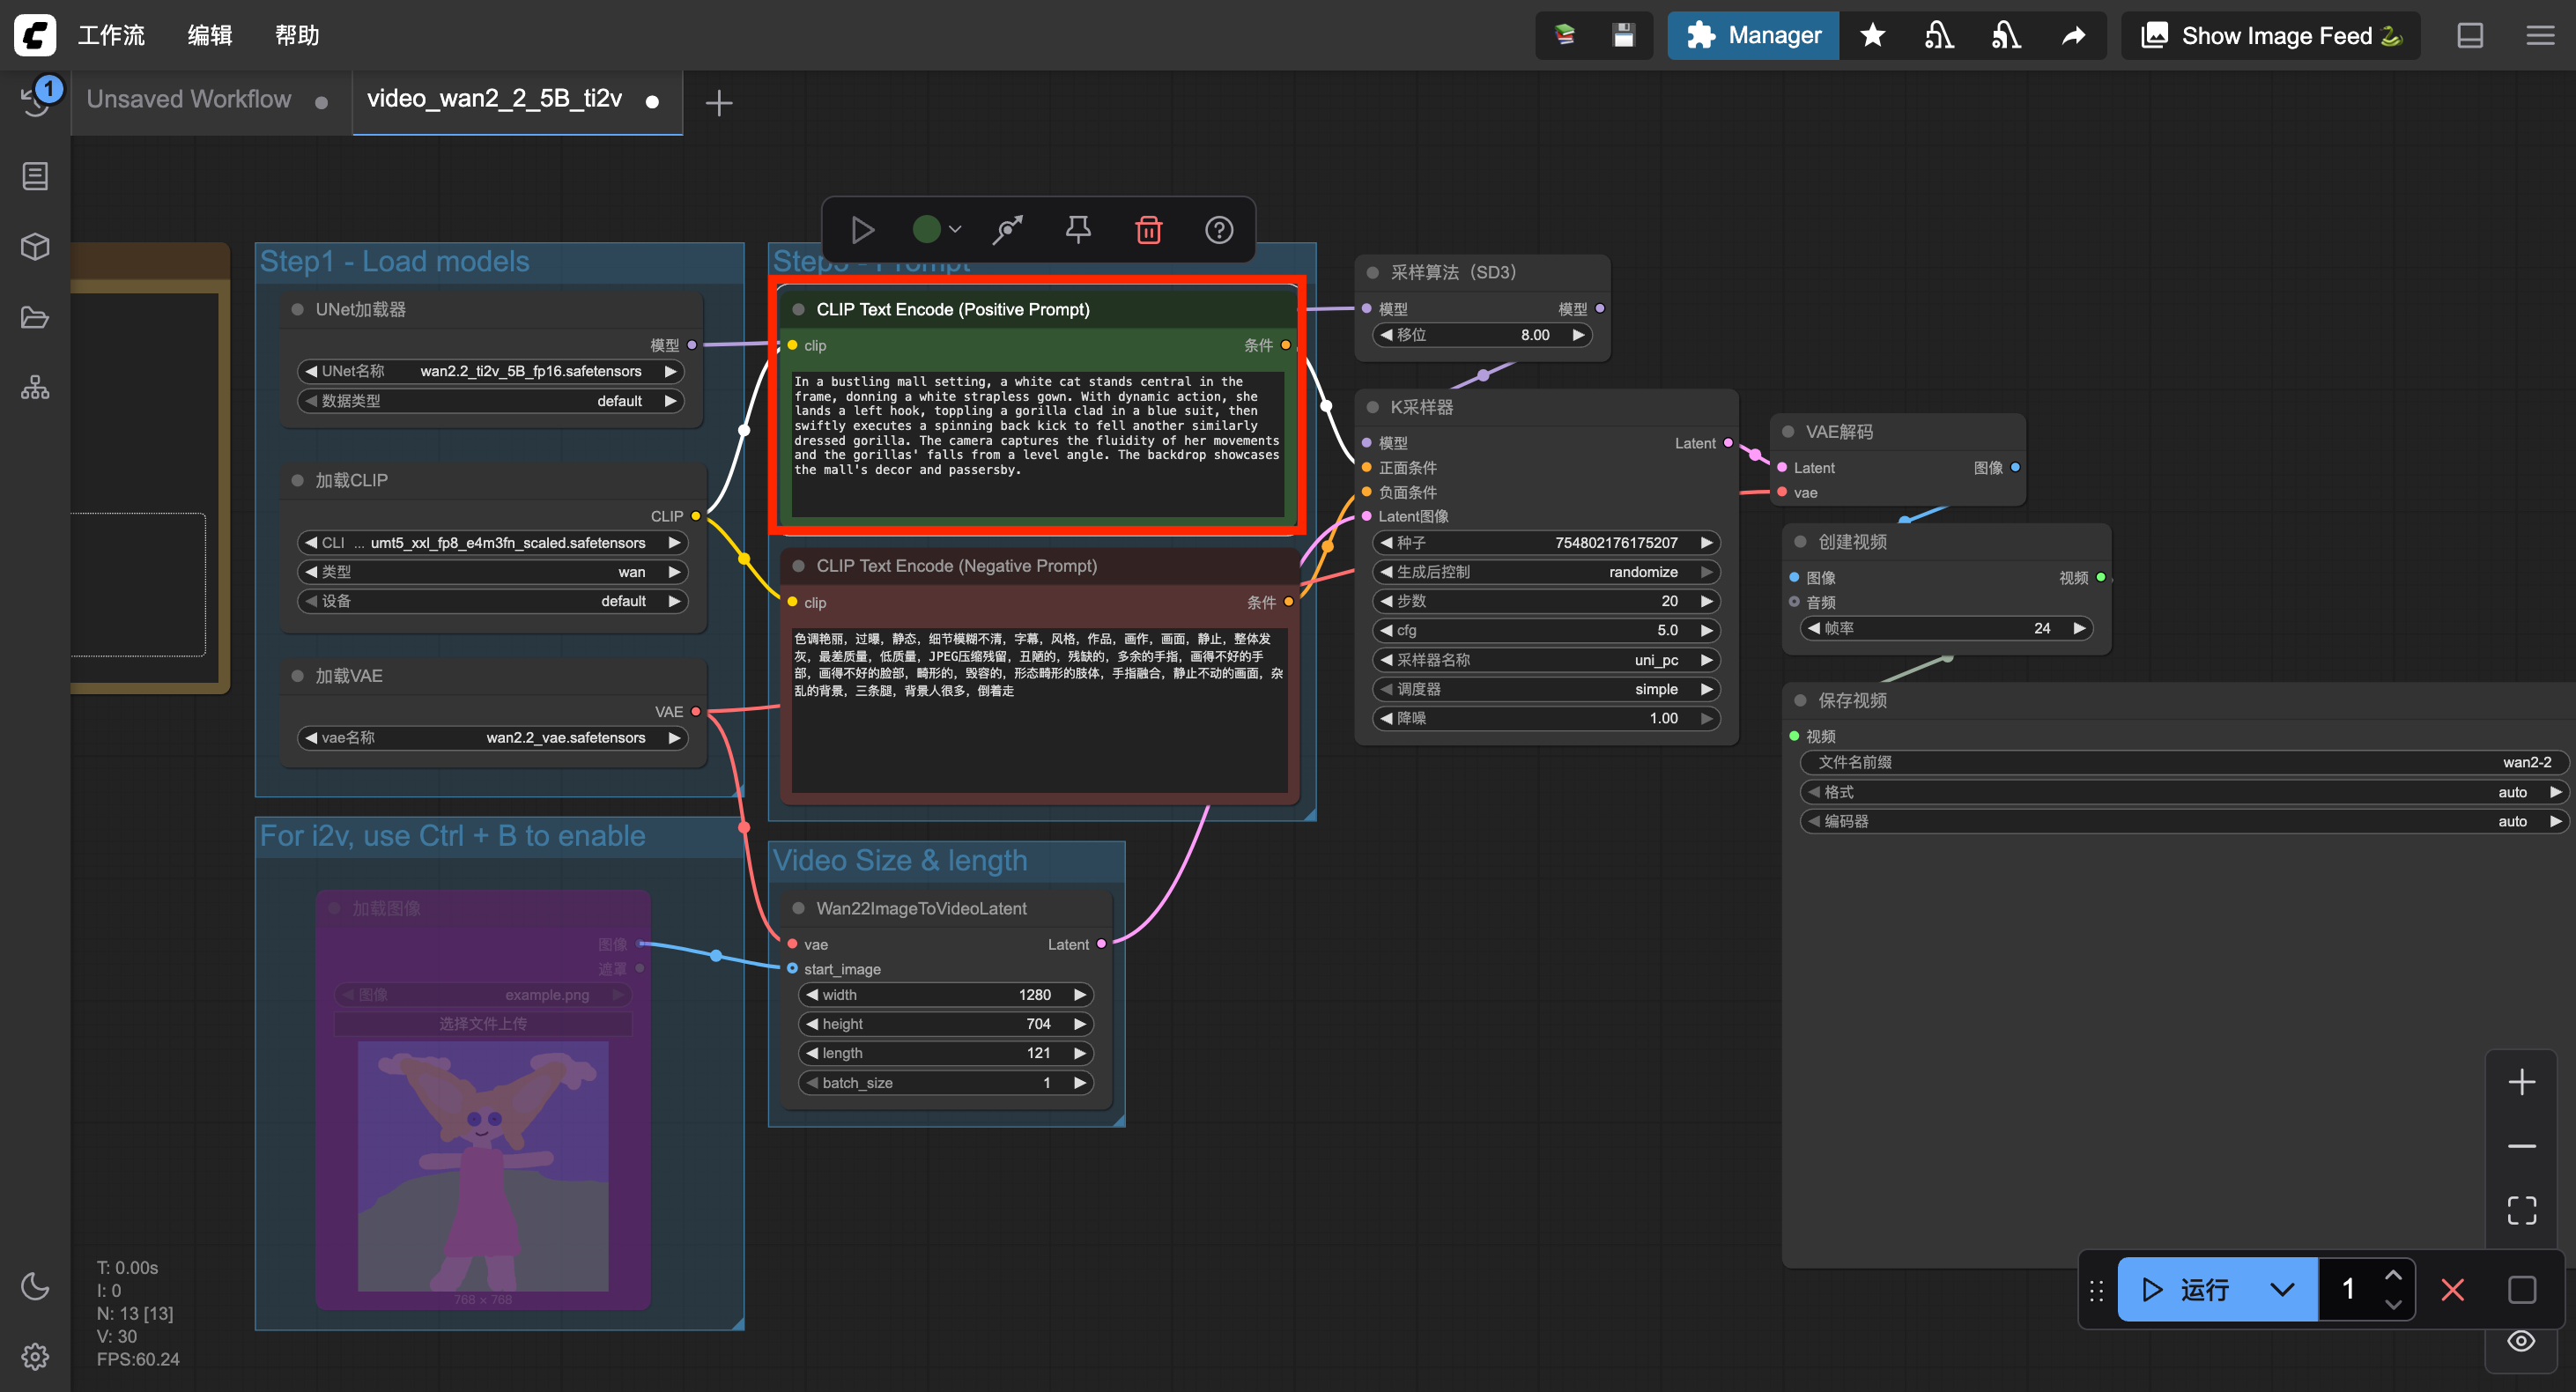 工作流 编辑 帮助
Manager
Show Image Feed
1
Unsaved Workflow
video_wan2_2_5B_ti2v
Step1 - Load models
UNet加载器
模型
UNet名称 wan2.2_ti2v_5B_fp16.safetensors
数据类型 default
加载CLIP
CLIP
CLI ... umt5_xxl_fp8_e4m3fn_scaled.safetensors
类型 wan
设备 default
加载VAE
VAE
vae名称 wan2.2_vae.safetensors
For i2v, use Ctrl + B to enable
加载图像
图像
遮罩
图像 example.png
选择文件上传
768 × 768
Step3 - Prompt
CLIP Text Encode (Positive Prompt)
clip 条件
In a bustling mall setting, a white cat stands central in the
frame, donning a white strapless gown. With dynamic action, she
lands a left hook, toppling a gorilla clad in a blue suit, then
swiftly executes a spinning back kick to fell another similarly
dressed gorilla. The camera captures the fluidity of her movements
and the gorillas' falls from a level angle. The backdrop showcases
the mall's decor and passersby.
CLIP Text Encode (Negative Prompt)
clip 条件
色调艳丽，过曝，静态，细节模糊不清，字幕，风格，作品，画作，画面，静止，整体发
灰，最差质量，低质量，JPEG压缩残留，丑陋的，残缺的，多余的手指，画得不好的手
部，画得不好的脸部，畸形的，毁容的，形态畸形的肢体，手指融合，静止不动的画面，杂
乱的背景，三条腿，背景人很多，倒着走
Video Size & length
Wan22ImageToVideoLatent
vae Latent
start_image
width 1280
height 704
length 121
batch_size 1
采样算法（SD3）
模型 模型
移位 8.00
K采样器
模型 Latent
正面条件
负面条件
Latent图像
种子 754802176175207
生成后控制 randomize
步数 20
cfg 5.0
采样器名称 uni_pc
调度器 simple
降噪 1.00
VAE解码
Latent 图像
vae
创建视频
图像 视频
音频
帧率 24
保存视频
视频
文件名前缀 wan2-2
格式 auto
编码器 auto
T: 0.00s
I: 0
N: 13 [13]
V: 30
FPS:60.24
运行 1